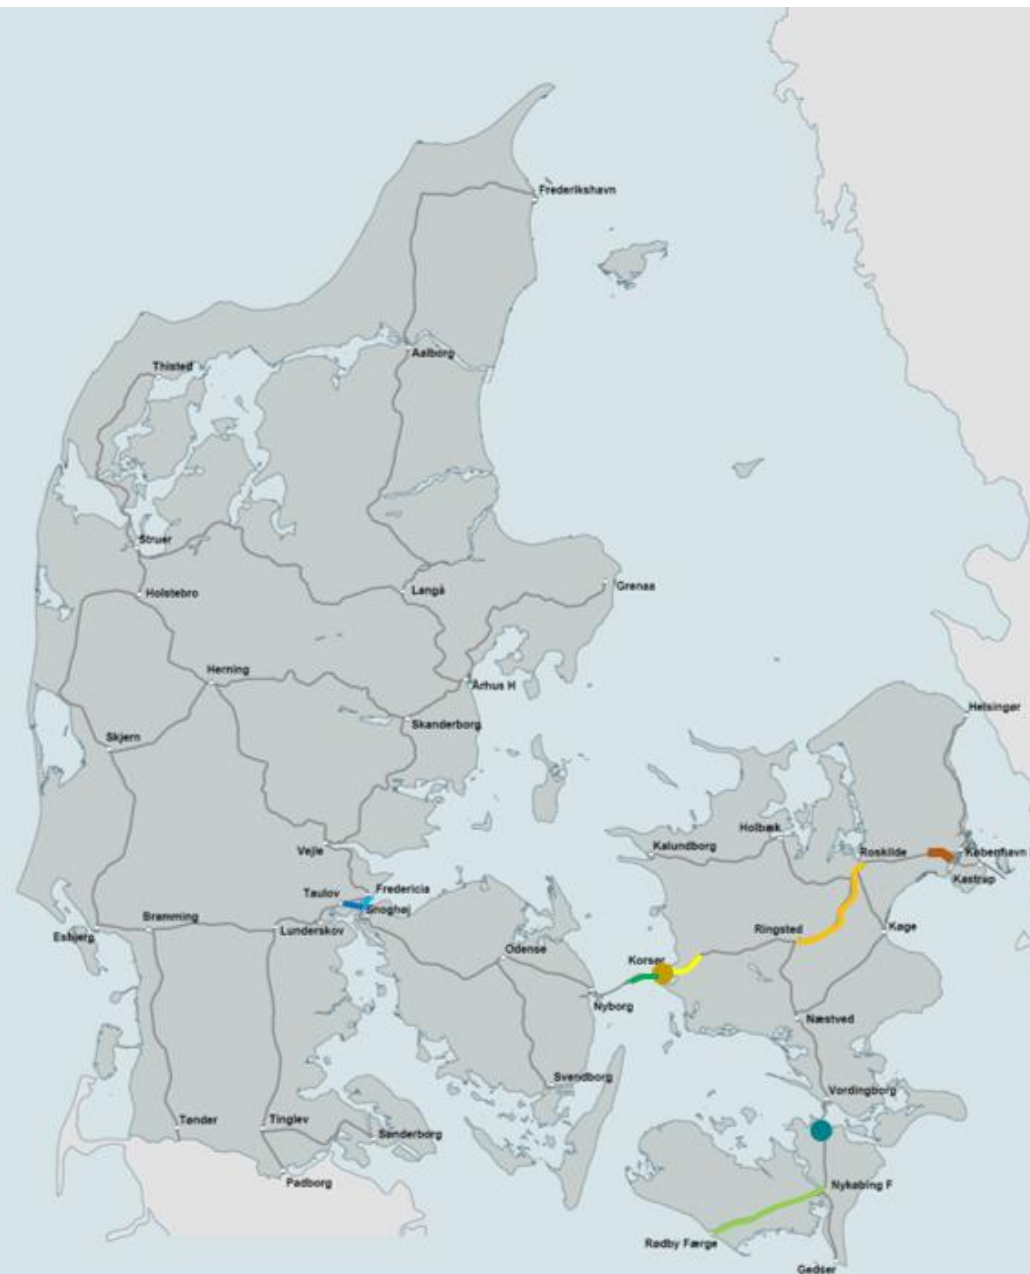 Frederikshavn
Aalborg
Thisted
Struer
Holstebro
Langå
Grenaa
Herning
Århus H
Skanderborg
Skjern
Helsingør
Holbæk
Kalundborg
Roskilde
København
Kastrup
Vejle
Taulov
Fredericia
Snoghøj
Bramming
Esbjerg
Lunderskov
Ringsted
Køge
Odense
Korsør
Nyborg
Næstved
Svendborg
Vordingborg
Tønder
Tinglev
Sønderborg
Padborg
Nykøbing F
Rødby Færge
Gedser